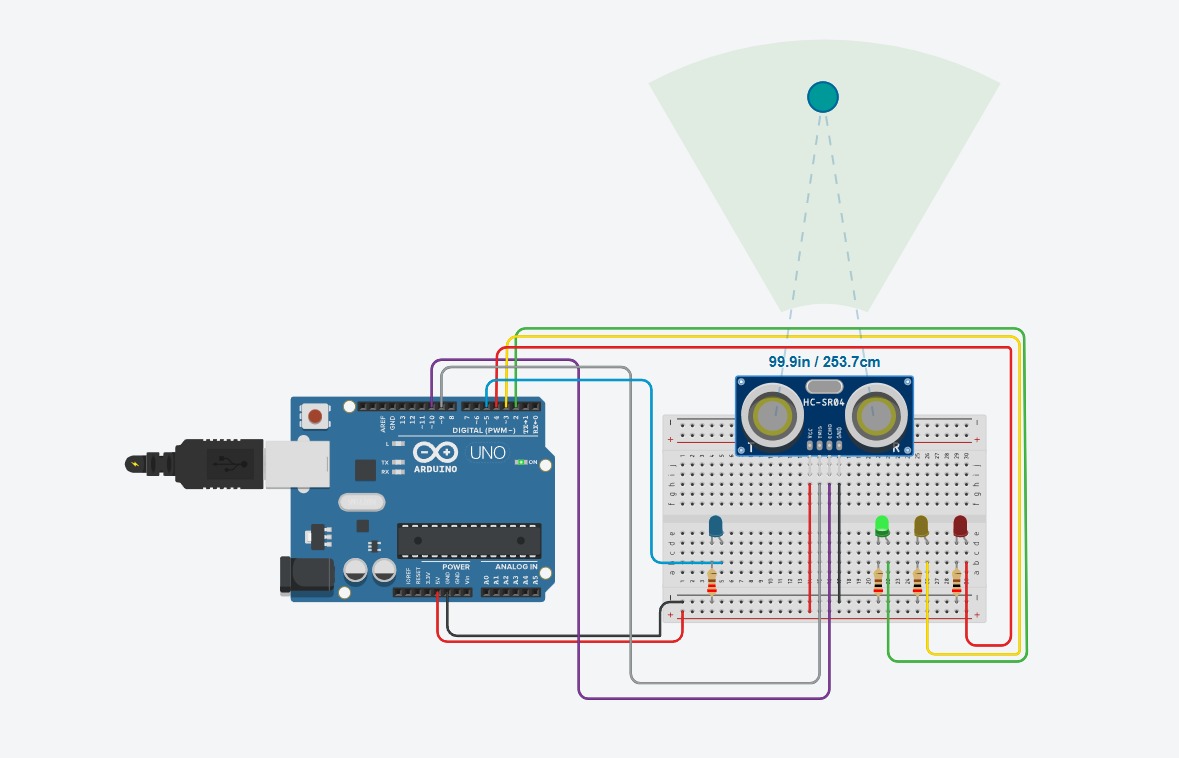 99.9in / 253.7cm
HC-SR04
T
R
VCC
TRIG
ECHO
GND
AREF
GND
13
12
~11
~10
~9
8
7
~6
~5
4
~3
2
TX→1
RX←0
DIGITAL (PWM~)
L
TX
RX
ARDUINO
UNO
ON
POWER
ANALOG IN
IOREF
RESET
3.3V
5V
GND
GND
Vin
A0
A1
A2
A3
A4
A5